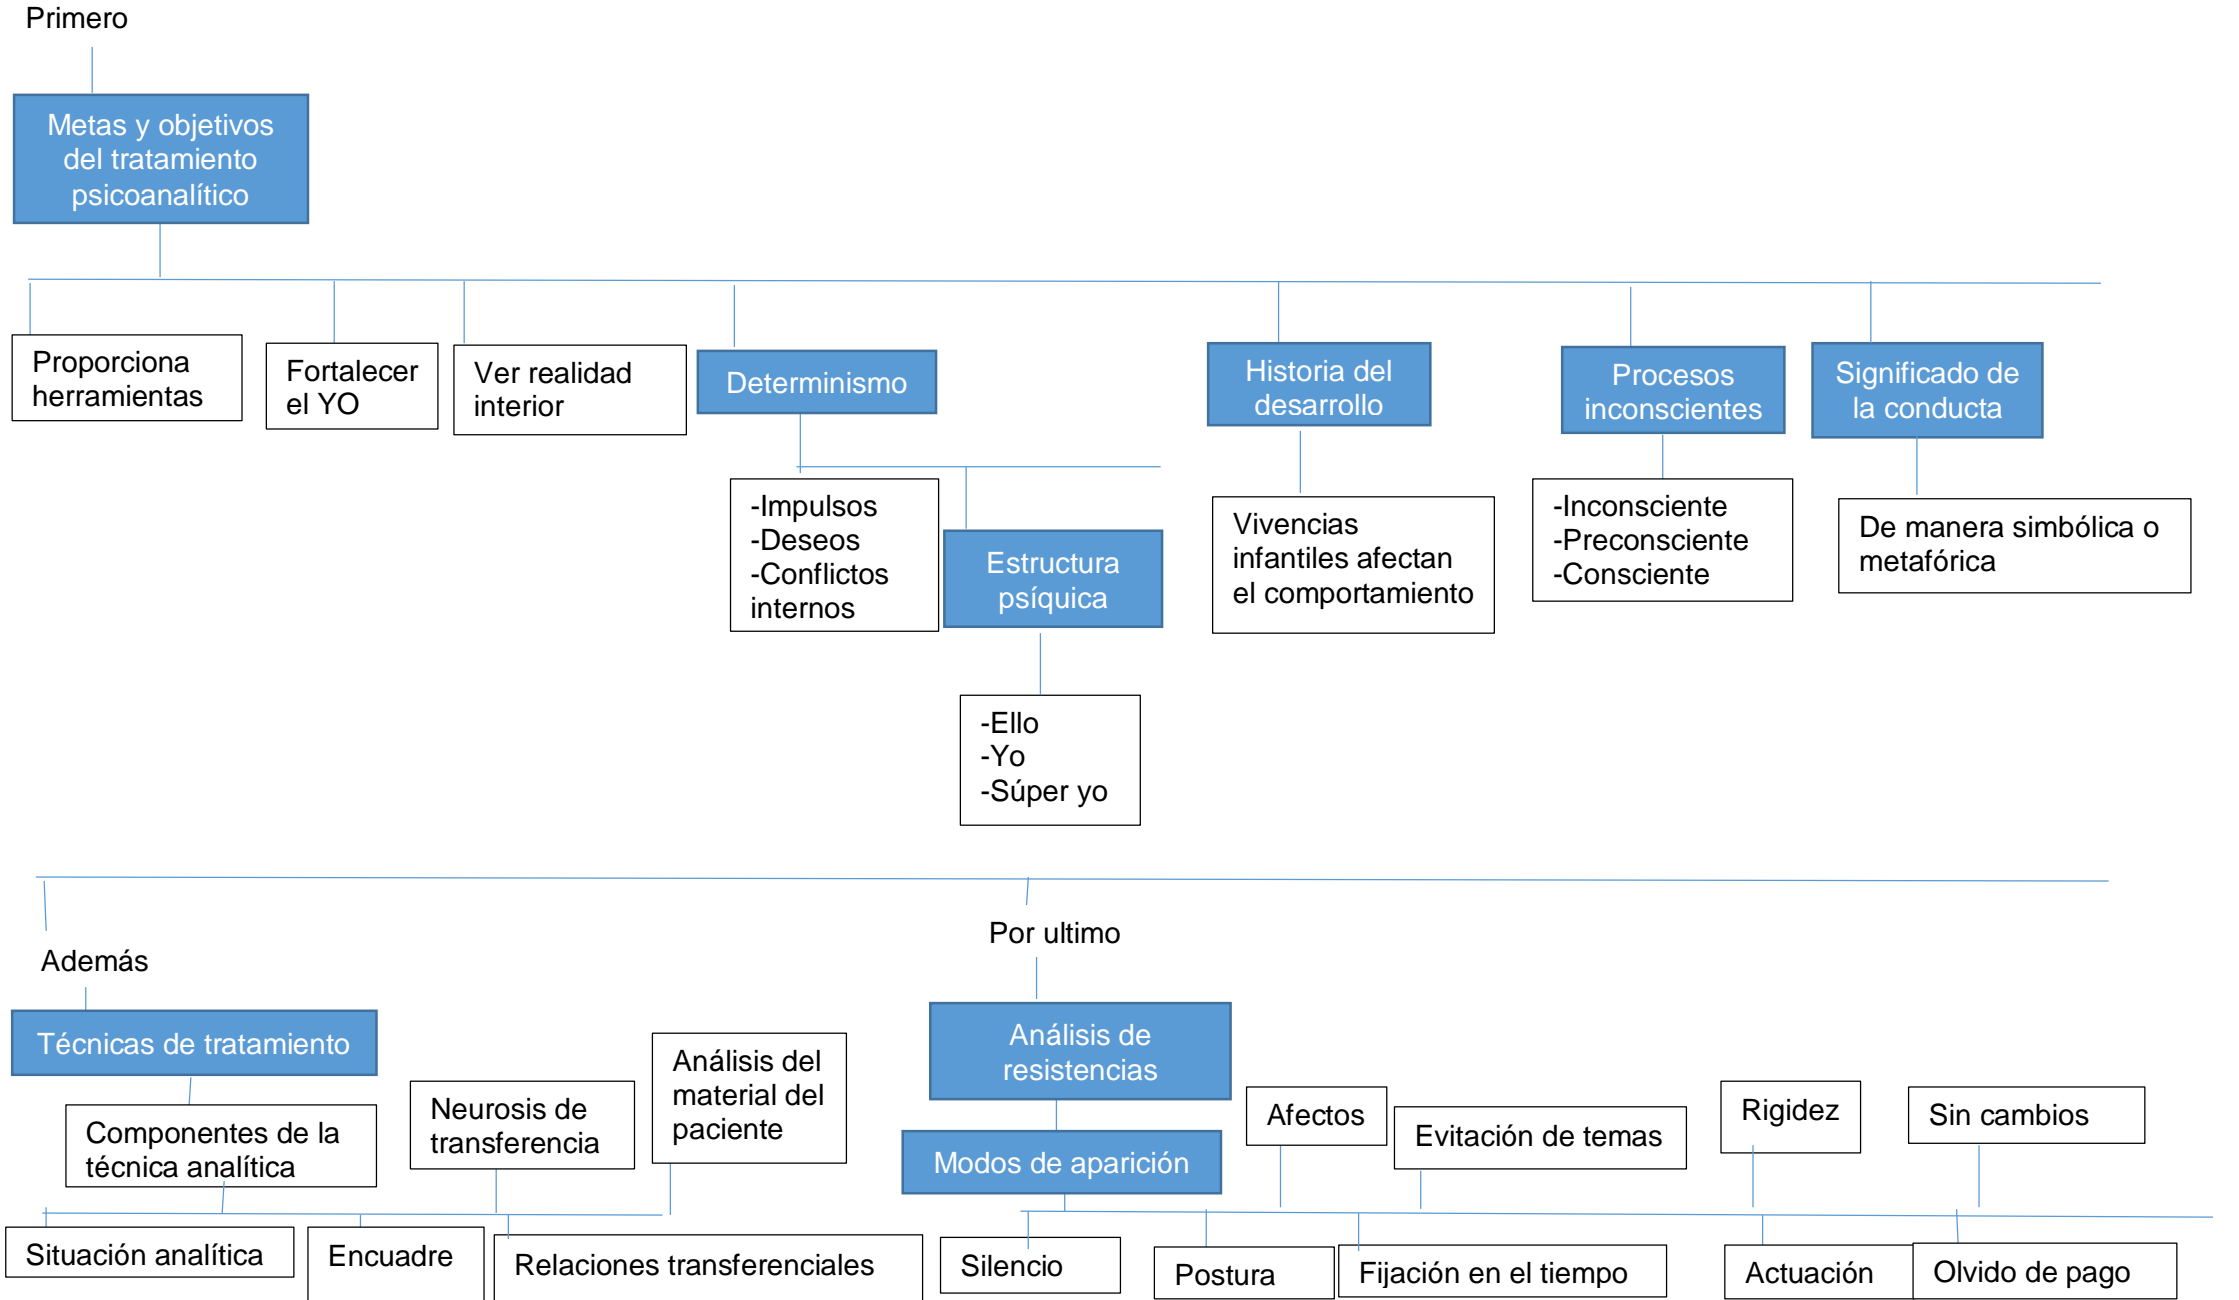 Primero
Metas y objetivos
del tratamiento
psicoanalítico
Proporciona
herramientas
Fortalecer
el YO
Ver realidad
interior
Determinismo
Historia del
desarrollo
Procesos
inconscientes
Significado de
la conducta
-Impulsos
-Deseos
-Conflictos
internos
Estructura
psíquica
Vivencias
infantiles afectan
el comportamiento
-Inconsciente
-Preconsciente
-Consciente
De manera simbólica o
metafórica
-Ello
-Yo
-Súper yo
Además
Por ultimo
Técnicas de tratamiento
Componentes de la
técnica analítica
Neurosis de
transferencia
Análisis del
material del
paciente
Situación analítica
Encuadre
Relaciones transferenciales
Análisis de
resistencias
Modos de aparición
Afectos
Evitación de temas
Rigidez
Sin cambios
Silencio
Postura
Fijación en el tiempo
Actuación
Olvido de pago